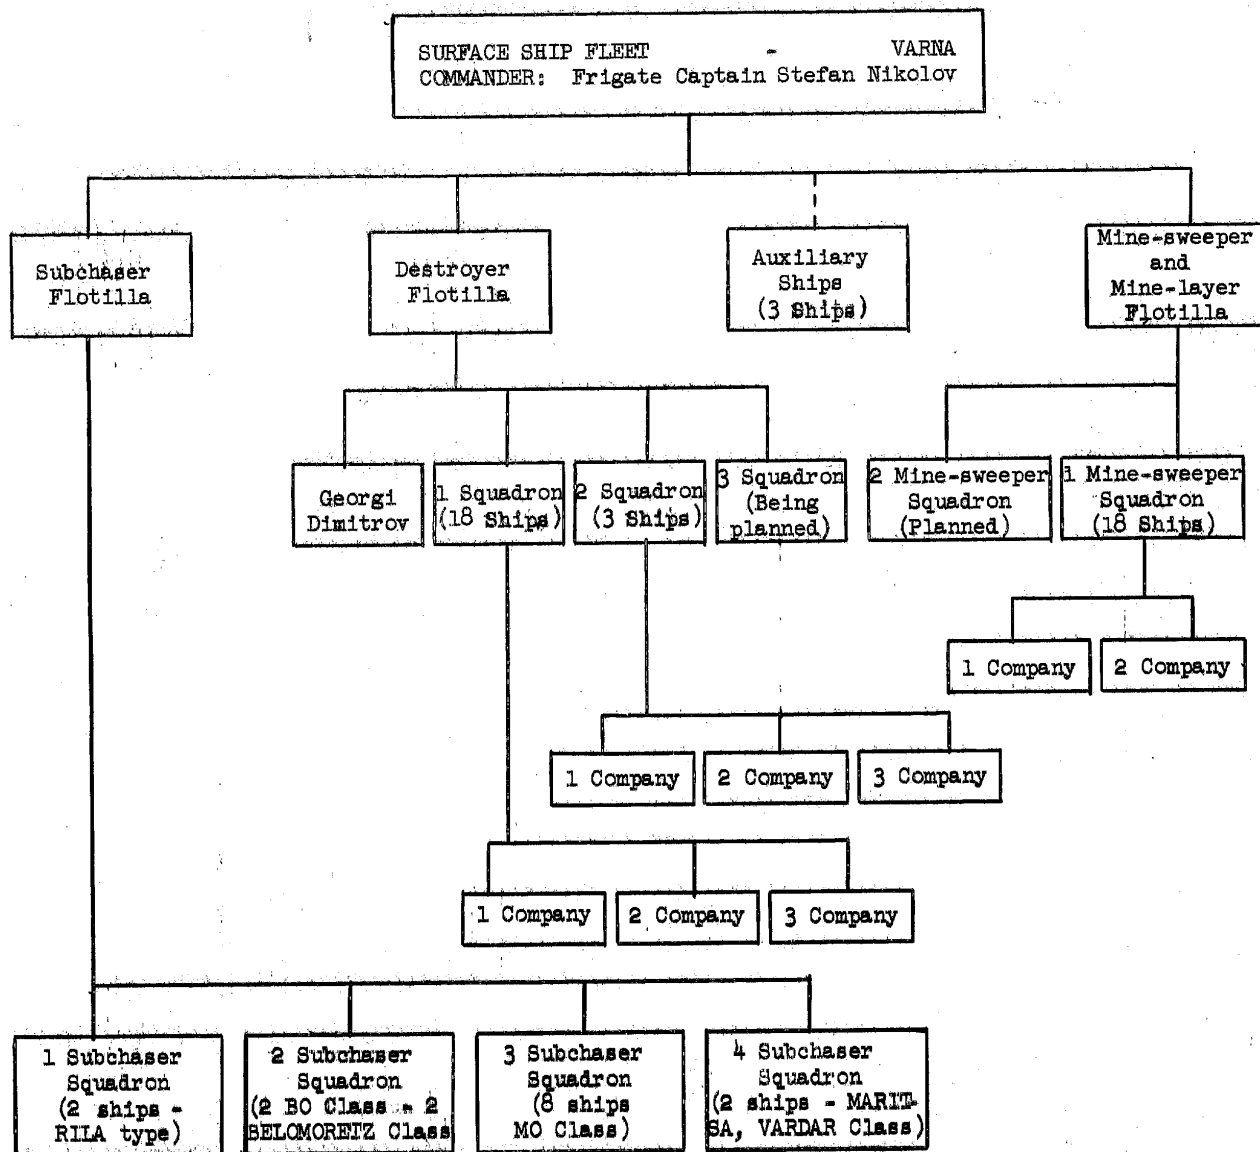 SURFACE SHIP FLEET - VARNA
COMMANDER: Frigate Captain Stefan Nikolov
Subchaser
Flotilla
Destroyer
Flotilla
Auxiliary
Ships
(3 Ships)
Mine-sweeper
and
Mine-layer
Flotilla
Georgi
Dimitrov
1 Squadron
(18 Ships)
2 Squadron
(3 Ships)
3 Squadron
(Being
planned)
2 Mine-sweeper
Squadron
(Planned)
1 Mine-sweeper
Squadron
(18 Ships)
1 Company
2 Company
1 Company
2 Company
3 Company
1 Company
2 Company
3 Company
1 Subchaser
Squadron
(2 ships -
RILA type)
2 Subchaser
Squadron
(2 BO Class - 2
BELOMORETZ Class
3 Subchaser
Squadron
(8 ships
MO Class)
4 Subchaser
Squadron
(2 ships - MARIT-
SA, VARDAR Class)